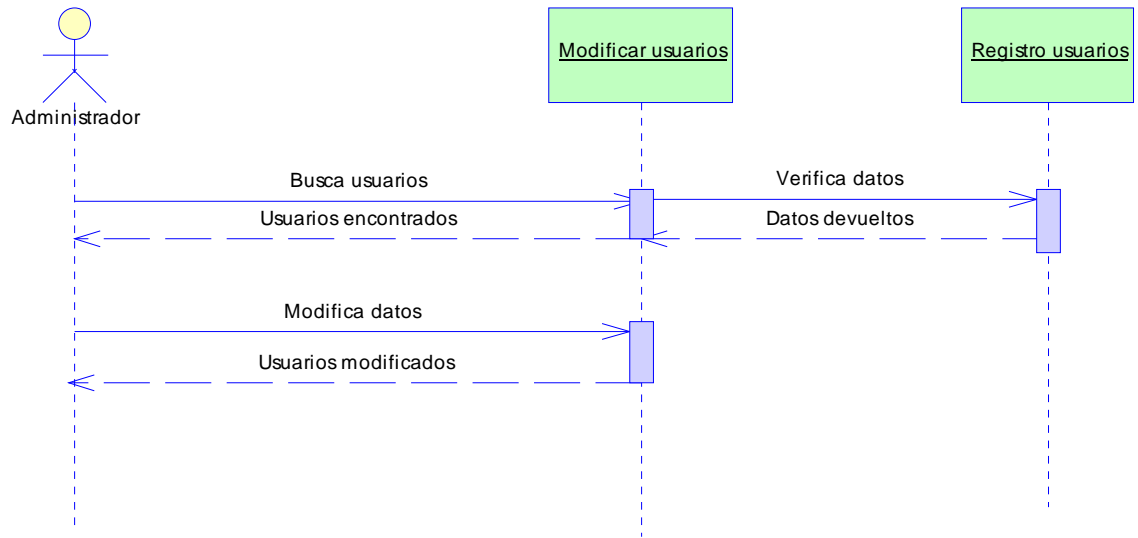 Modificar usuarios
Registro usuarios
Administrador
Busca usuarios
Verifica datos
Usuarios encontrados
Datos devueltos
Modifica datos
Usuarios modificados